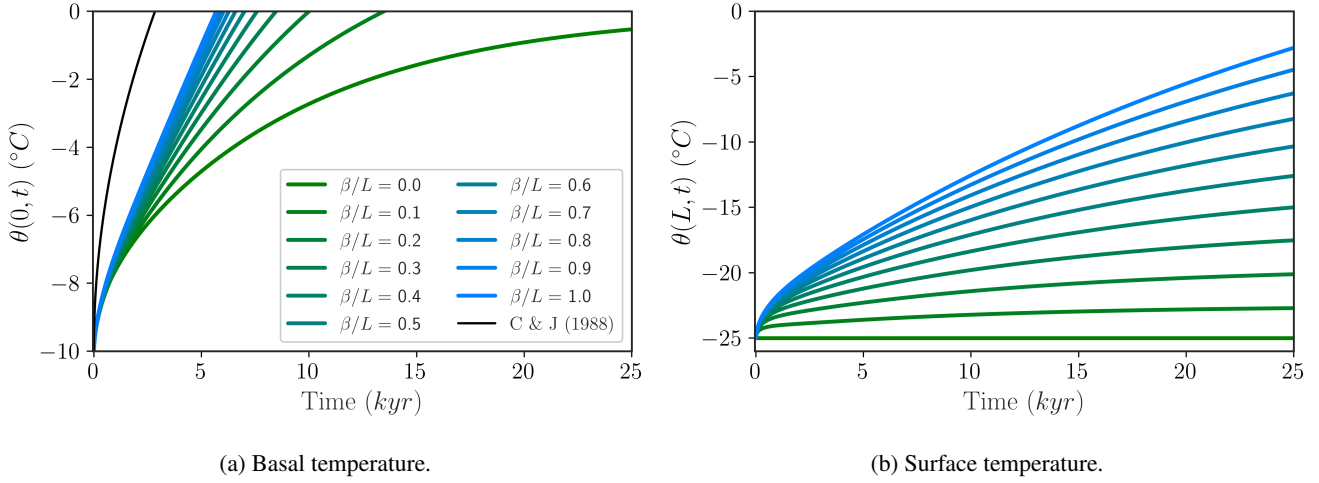 0
−2
−4
−6
−8
−10
θ(0, t) (°C)
β/L = 0.0
β/L = 0.1
β/L = 0.2
β/L = 0.3
β/L = 0.4
β/L = 0.5
β/L = 0.6
β/L = 0.7
β/L = 0.8
β/L = 0.9
β/L = 1.0
C & J (1988)
0 5 10 15 20 25
Time (kyr)
(a) Basal temperature.
0
−5
−10
−15
−20
−25
θ(L, t) (°C)
0 5 10 15 20 25
Time (kyr)
(b) Surface temperature.